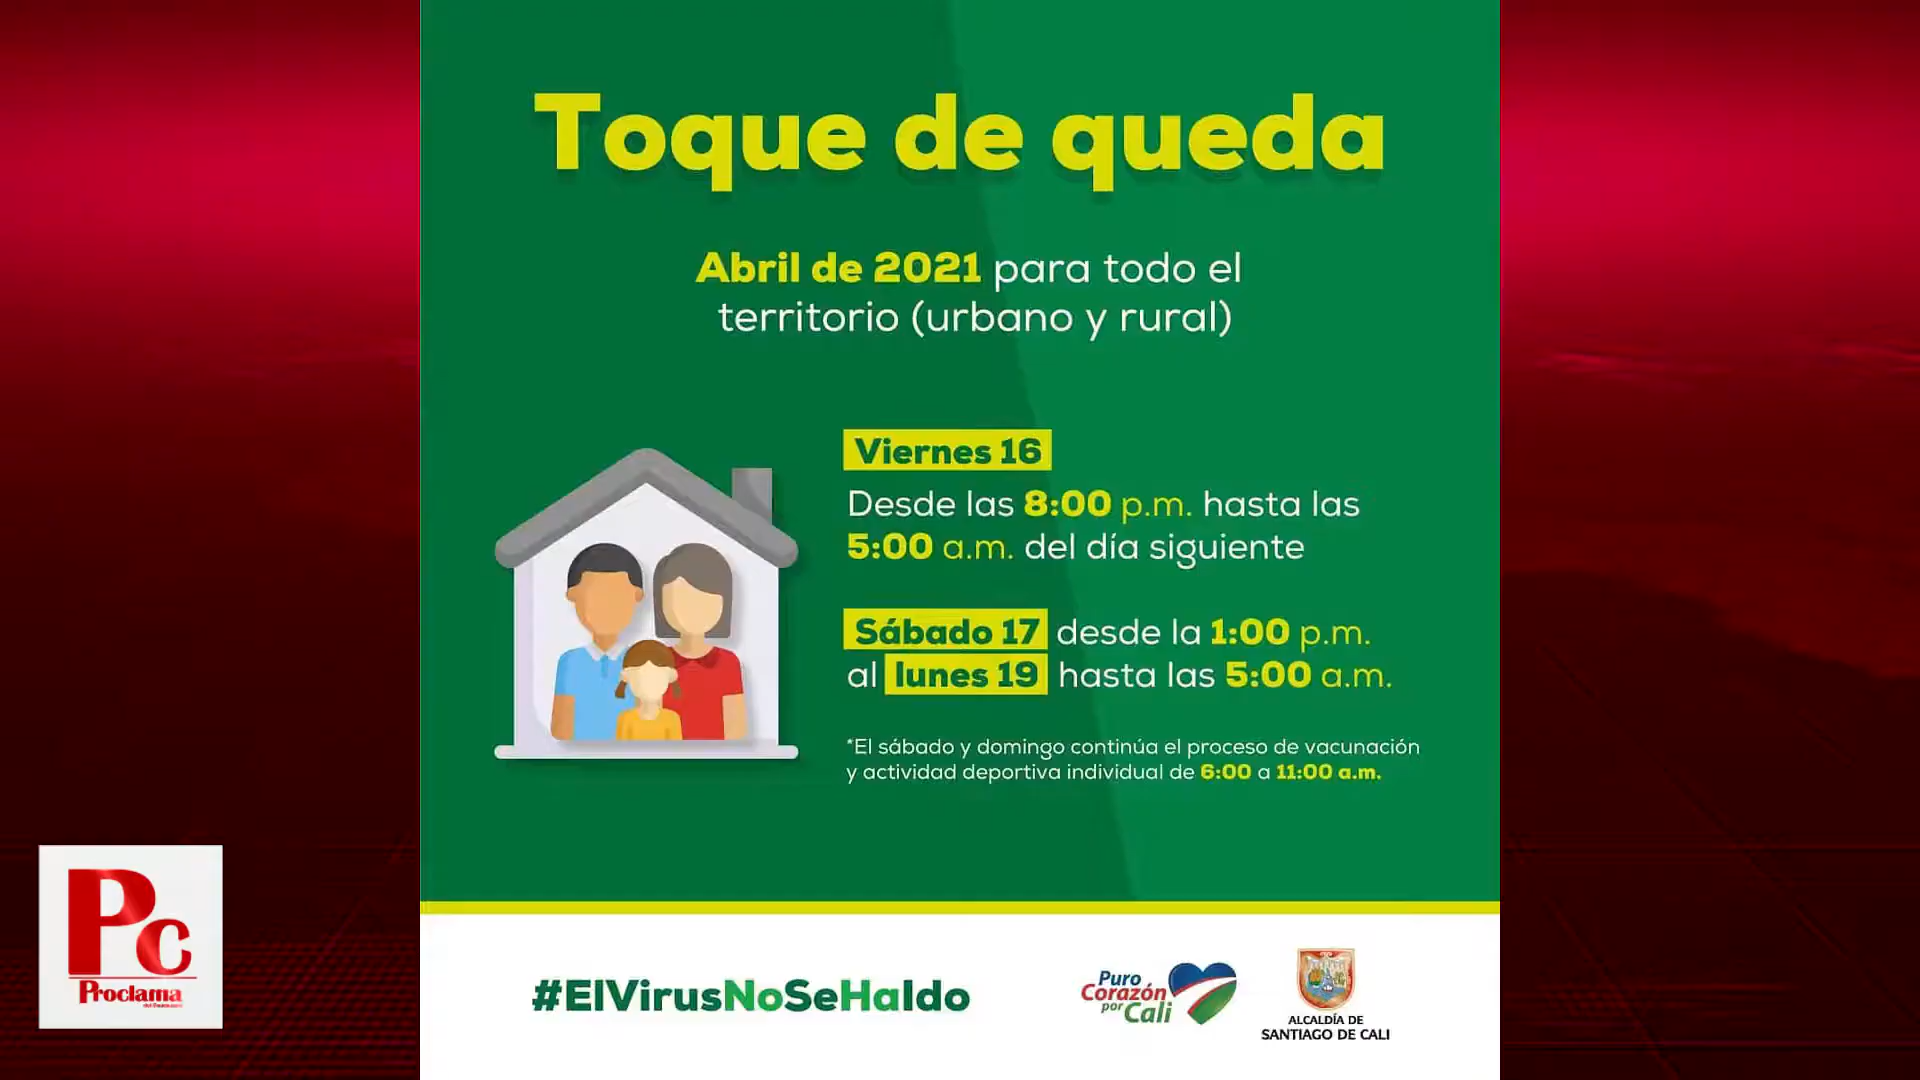 Toque de queda
Abril de 2021 para todo el
territorio (urbano y rural)
Viernes 16
Desde las 8:00 p.m. hasta las
5:00 a.m. del día siguiente
Sábado 17 desde la 1:00 p.m.
al lunes 19 hasta las 5:00 a.m.
*El sábado y domingo continúa el proceso de vacunación
y actividad deportiva individual de 6:00 a 11:00 a.m.
#ElVirusNoSeHaIdo
Puro
Corazón
por Cali
ALCALDÍA DE
SANTIAGO DE CALI
Pc
Proclama